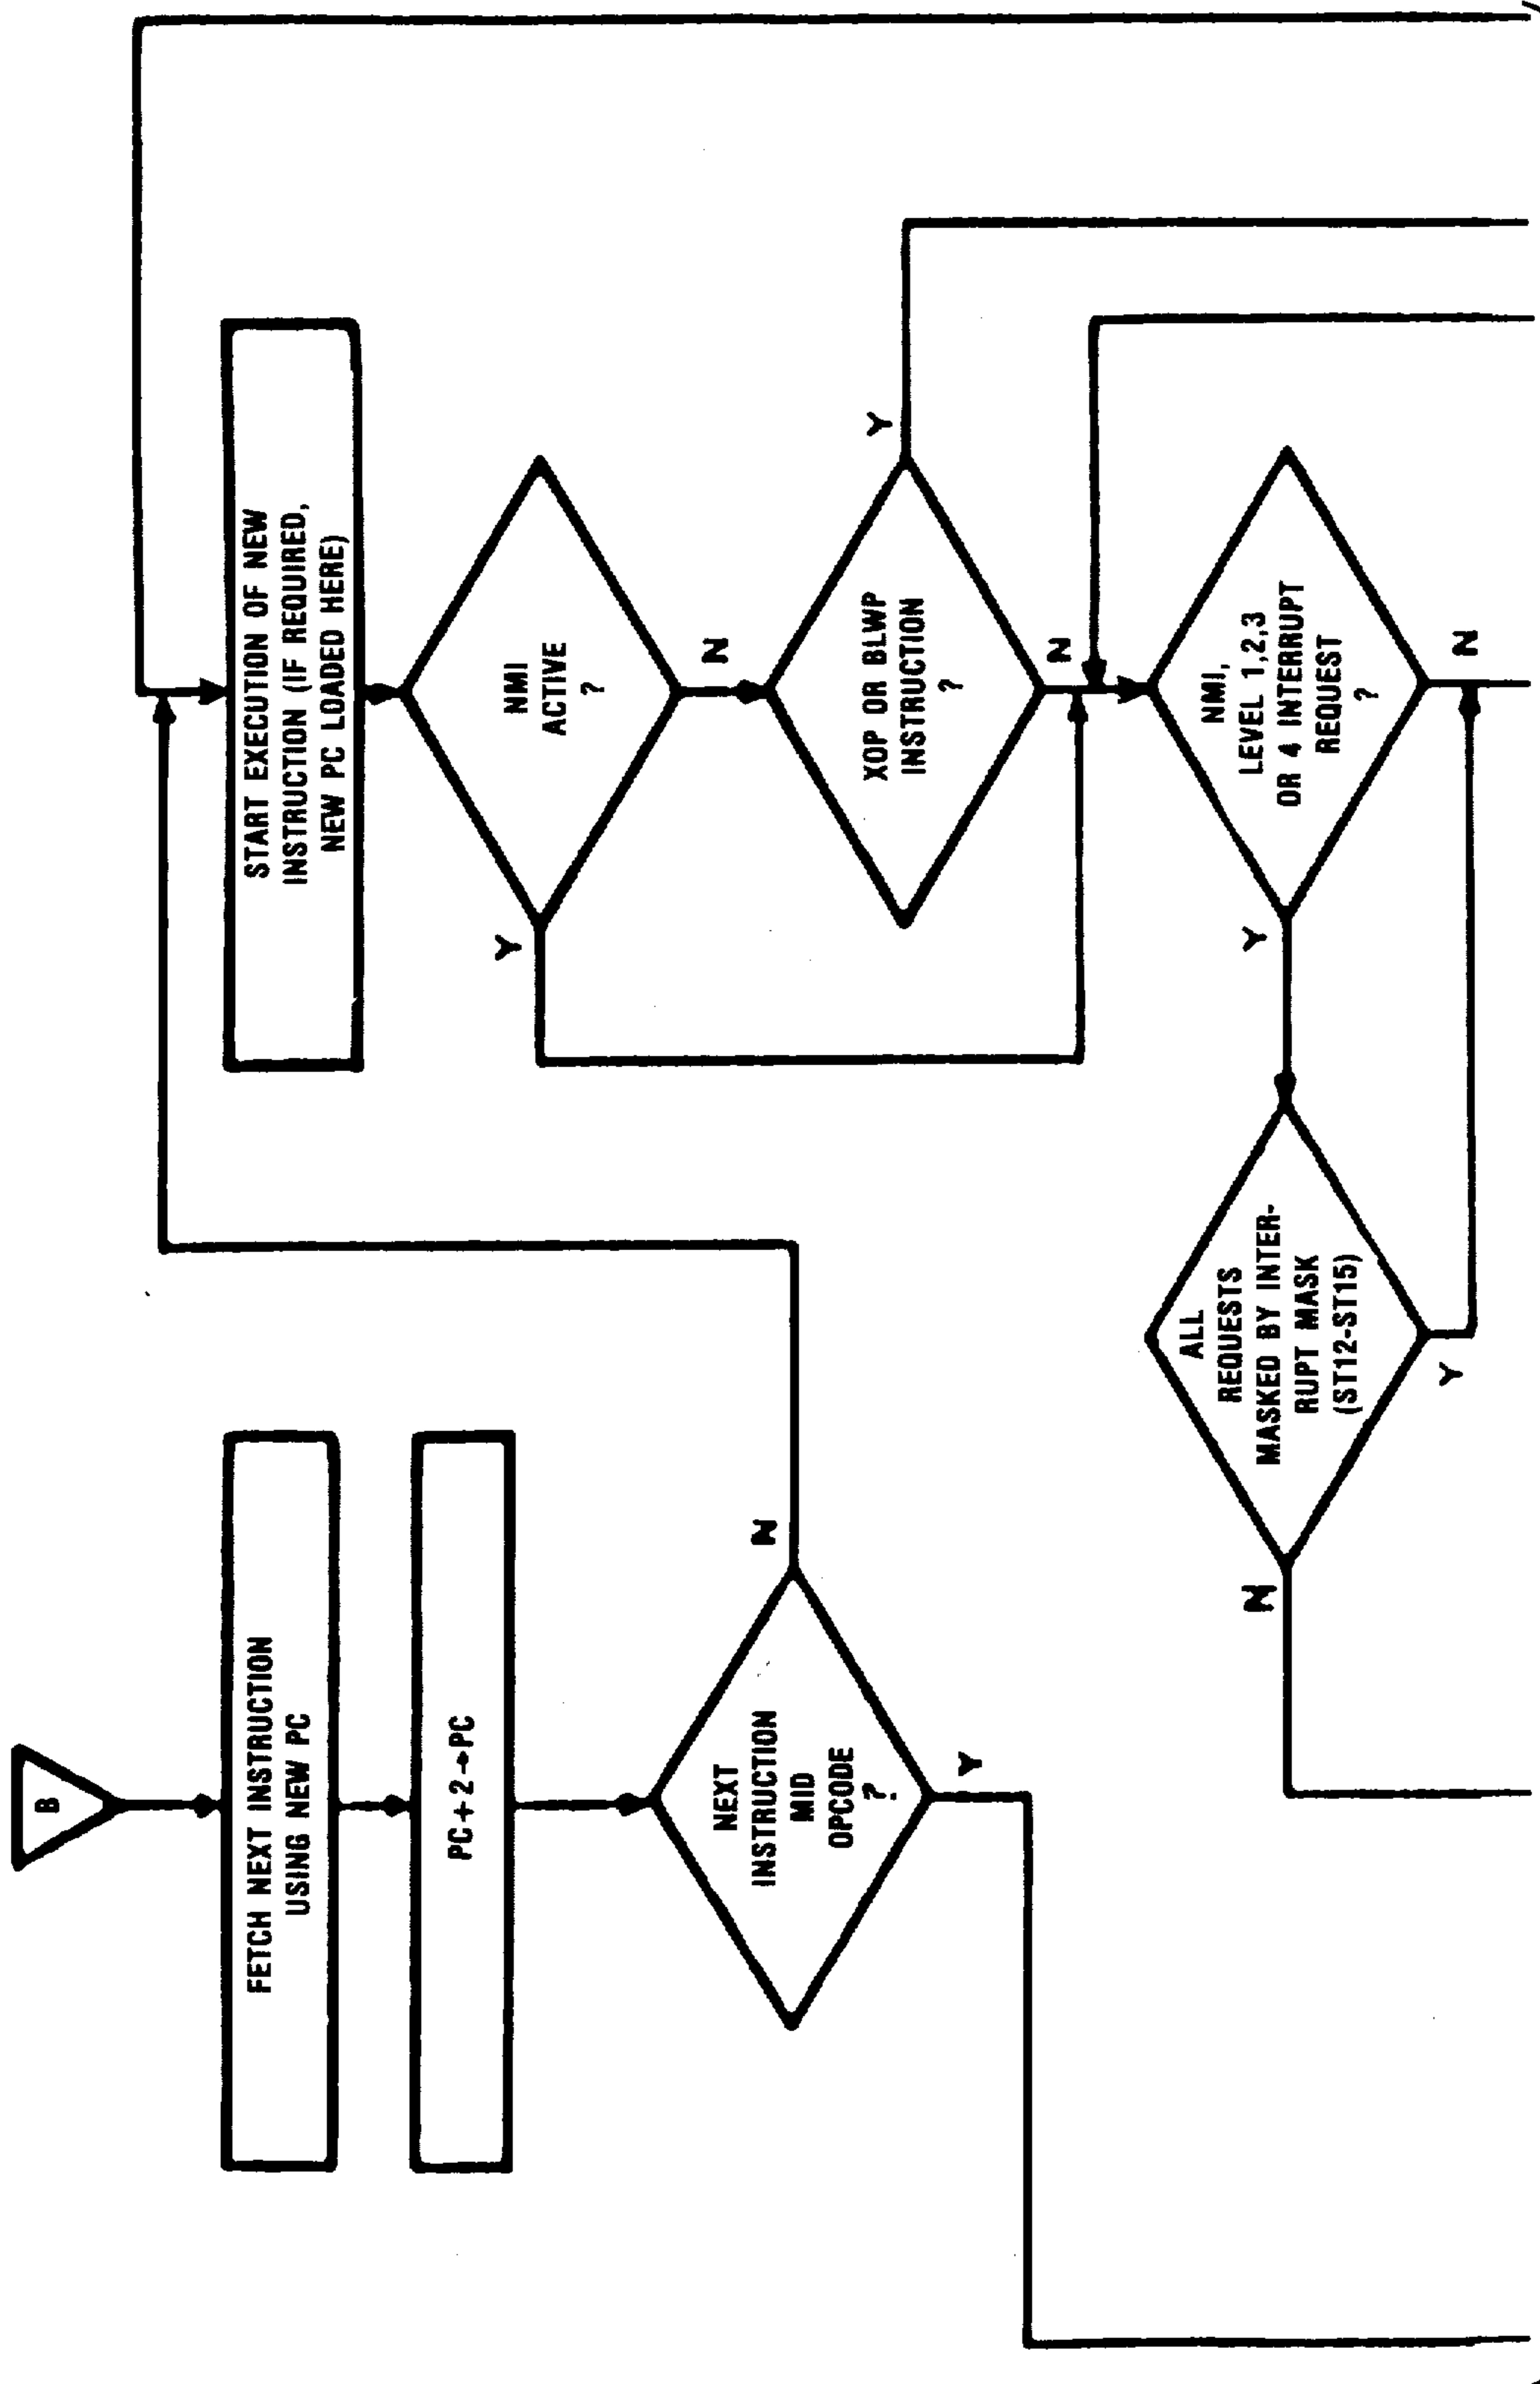 B
FETCH NEXT INSTRUCTION
USING NEW PC
PC + 2→PC
NEXT
INSTRUCTION
MID
OPCODE
?
N
Y
START EXECUTION OF NEW
INSTRUCTION (IF REQUIRED,
NEW PC LOADED HERE)
NMI
ACTIVE
?
Y
N
XOP OR BLWP
INSTRUCTION
?
Y
N
NMI,
LEVEL 1,2,3
OR 4 INTERRUPT
REQUEST
?
Y
N
ALL
REQUESTS
MASKED BY INTER-
RUPT MASK
(ST12-ST15)
N
Y